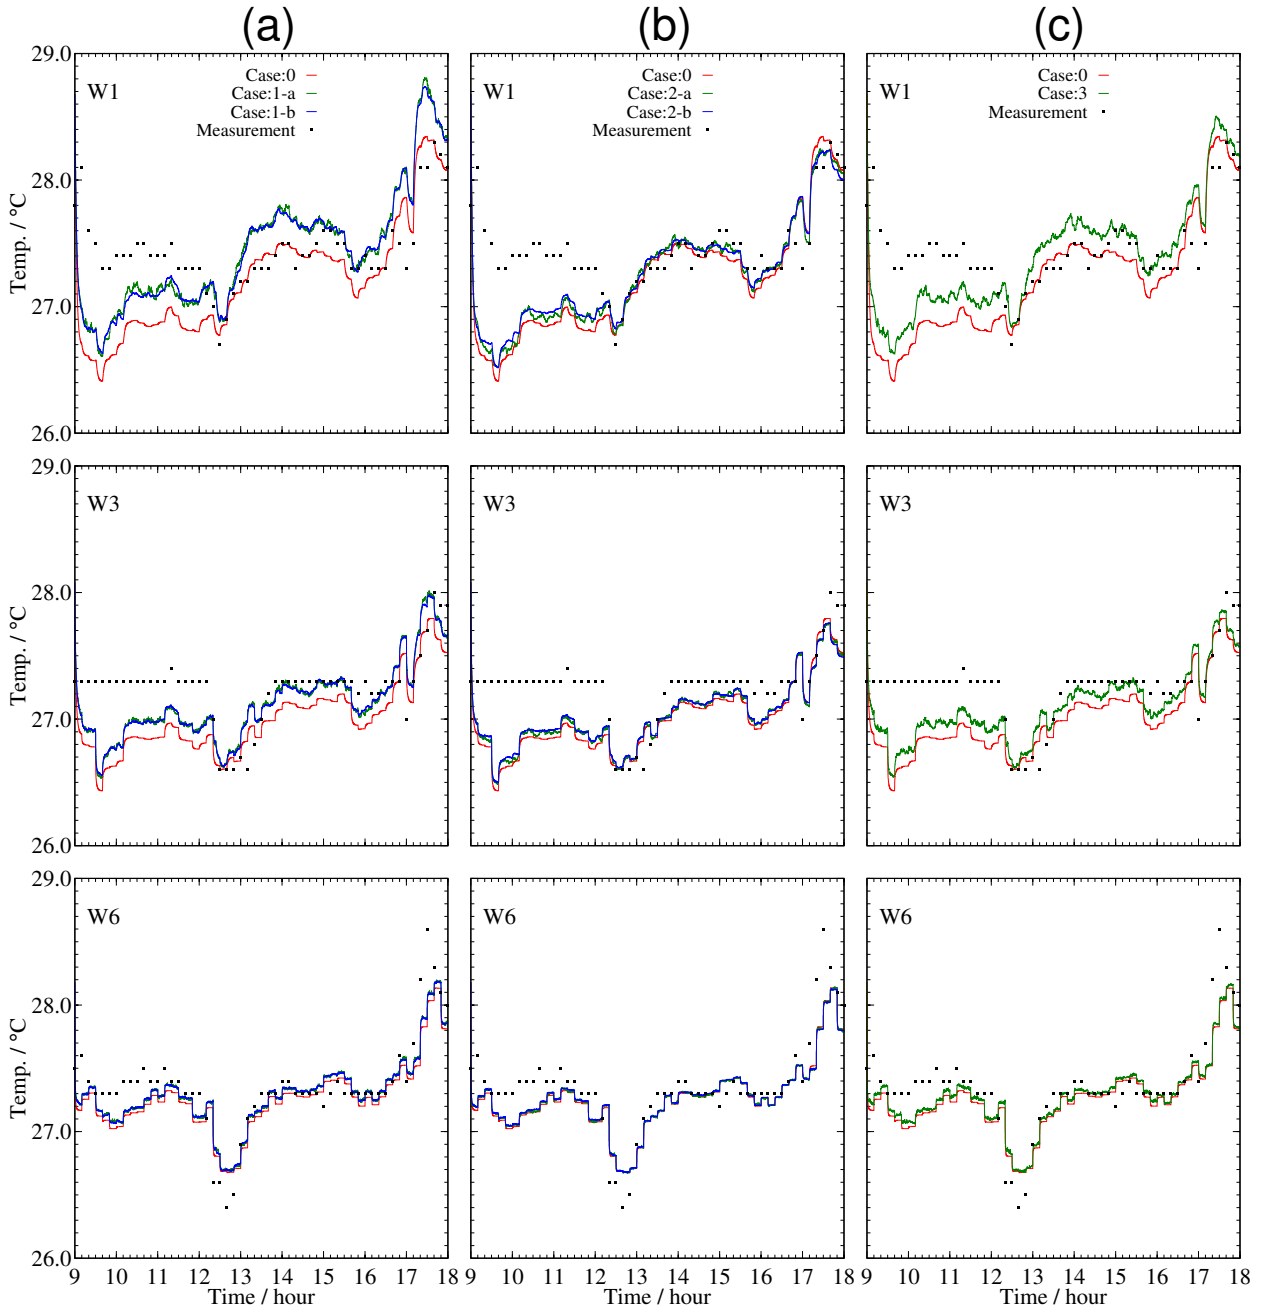 (a) (b) (c)
29.0
W1
Case:0
Case:1-a
Case:1-b
Measurement
W1
Case:0
Case:2-a
Case:2-b
Measurement
W1
Case:0
Case:3
Measurement
28.0
Temp. / °C
27.0
26.0
29.0
W3
W3
W3
28.0
Temp. / °C
27.0
26.0
29.0
W6
W6
W6
28.0
Temp. / °C
27.0
26.0
9 10 11 12 13 14 15 16 17 18
10 11 12 13 14 15 16 17 18
9 10 11 12 13 14 15 16 17 18
Time / hour
Time / hour
Time / hour